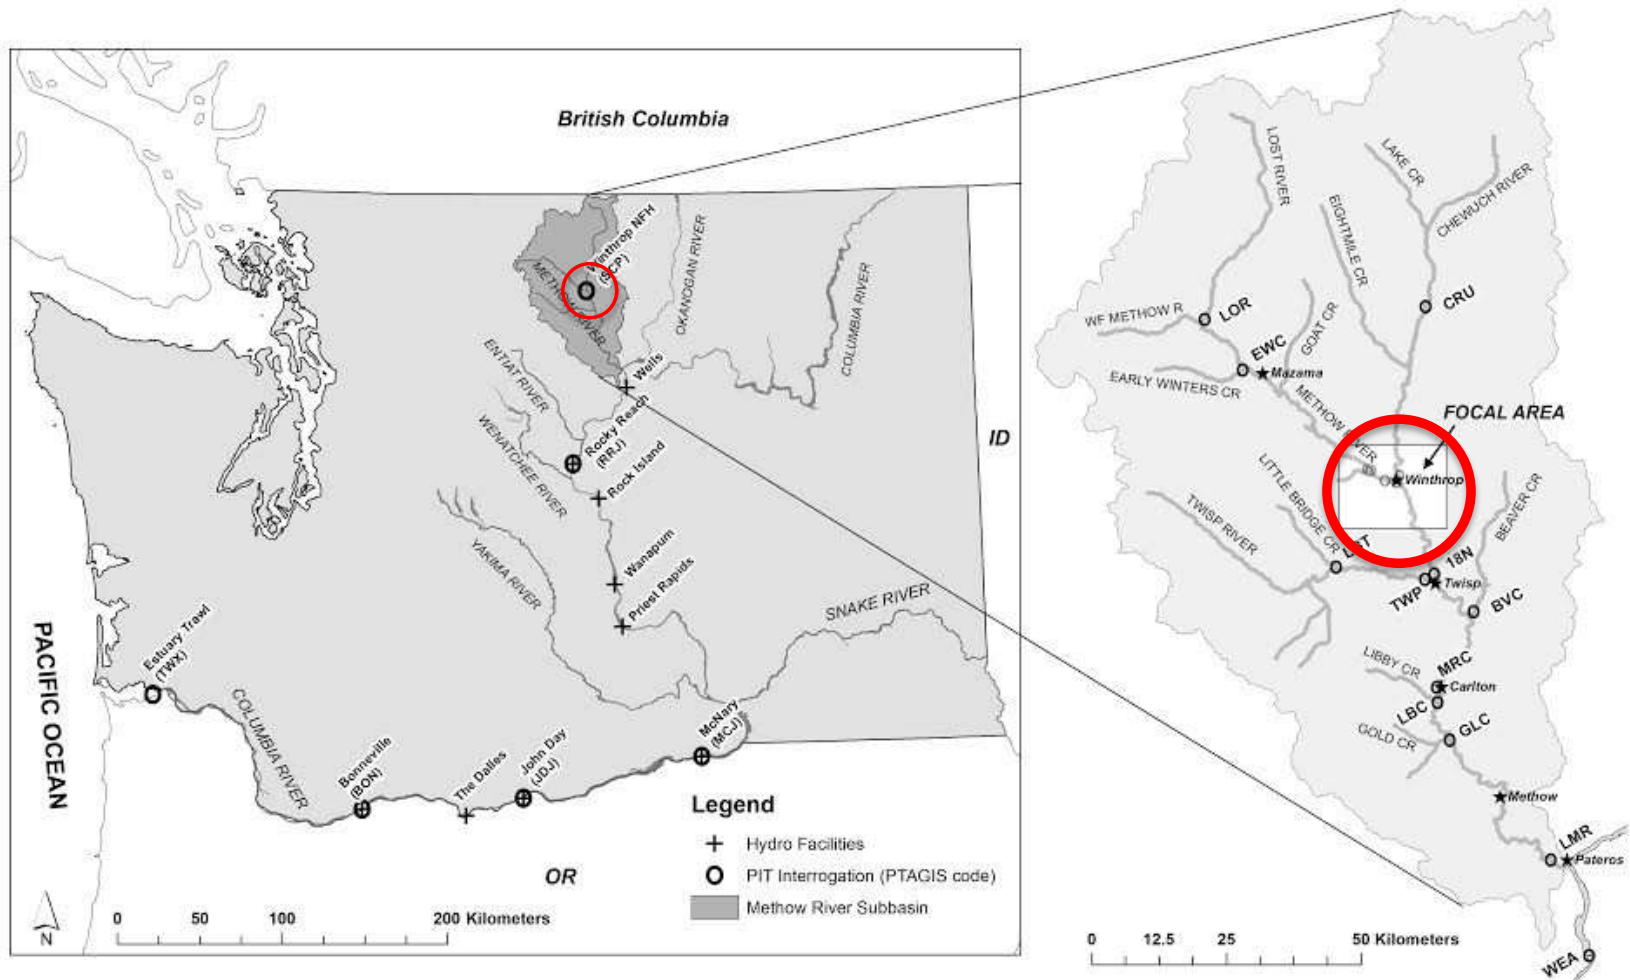 British Columbia
Winthrop NFH
(SCP)
METHOW RIVER
OKANOGAN RIVER
COLUMBIA RIVER
ENTIAT RIVER
Wells
Rocky Reach
(RRJ)
WENATCHEE RIVER
Rock Island
ID
YAKIMA RIVER
Wanapum
Priest Rapids
SNAKE RIVER
PACIFIC OCEAN
Estuary Trawl
(TWX)
COLUMBIA RIVER
Bonneville
(BON)
The Dalles
John Day
(JDJ)
McNary
(MCJ)
OR
Legend
Hydro Facilities
PIT Interrogation (PTAGIS code)
Methow River Subbasin
N
0 50 100 200 Kilometers
LOST RIVER
LAKE CR
CHEWUCH RIVER
EIGHTMILE CR
WF METHOW R
LOR
CRU
GOAT CR
EWC
Mazama
EARLY WINTERS CR
METHOW RIVER
FOCAL AREA
Winthrop
LITTLE BRIDGE CR
TWISP RIVER
BEAVER CR
LBT
18N
Twisp
TWP
BVC
LIBBY CR
MRC
Carlton
LBC
GLC
GOLD CR
Methow
LMR
Pateros
0 12.5 25 50 Kilometers
WEA